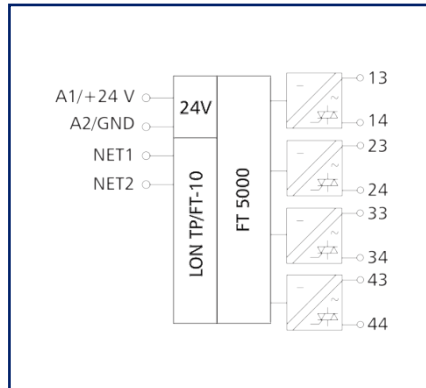 A1/+24 V
A2/GND
NET1
NET2
24V
LON TP/FT-10
FT 5000
13
14
23
24
33
34
43
44